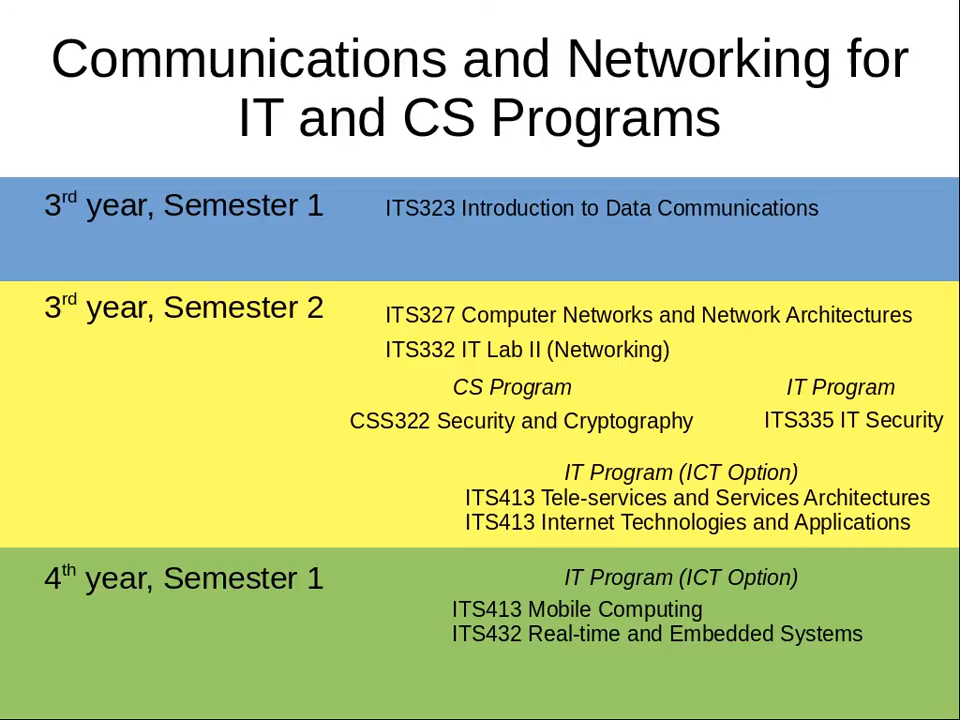 Communications and Networking for
IT and CS Programs
3rd year, Semester 1
ITS323 Introduction to Data Communications
3rd year, Semester 2
ITS327 Computer Networks and Network Architectures
ITS332 IT Lab II (Networking)
CS Program
IT Program
CSS322 Security and Cryptography
ITS335 IT Security
IT Program (ICT Option)
ITS413 Tele-services and Services Architectures
ITS413 Internet Technologies and Applications
4th year, Semester 1
IT Program (ICT Option)
ITS413 Mobile Computing
ITS432 Real-time and Embedded Systems